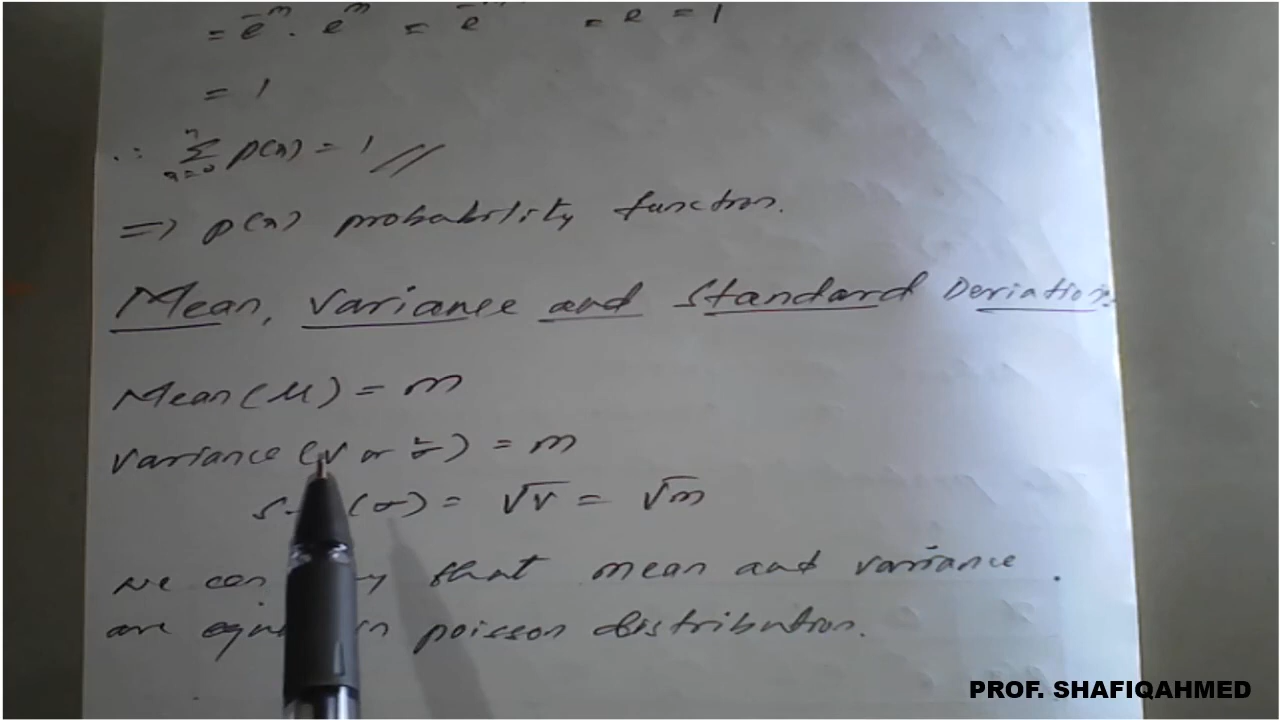 = e^-m . e^m = e^-m = e = 1
= 1
∴ Σ p(x) = 1 //
=> p(x) probability function.
Mean, Variance and Standard Deviation.
Mean (μ) = m
Variance (V or σ²) = m
(σ) = √V = √m
We can that mean and variance
are in poisson distribution.
PROF. SHAFIQAHMED